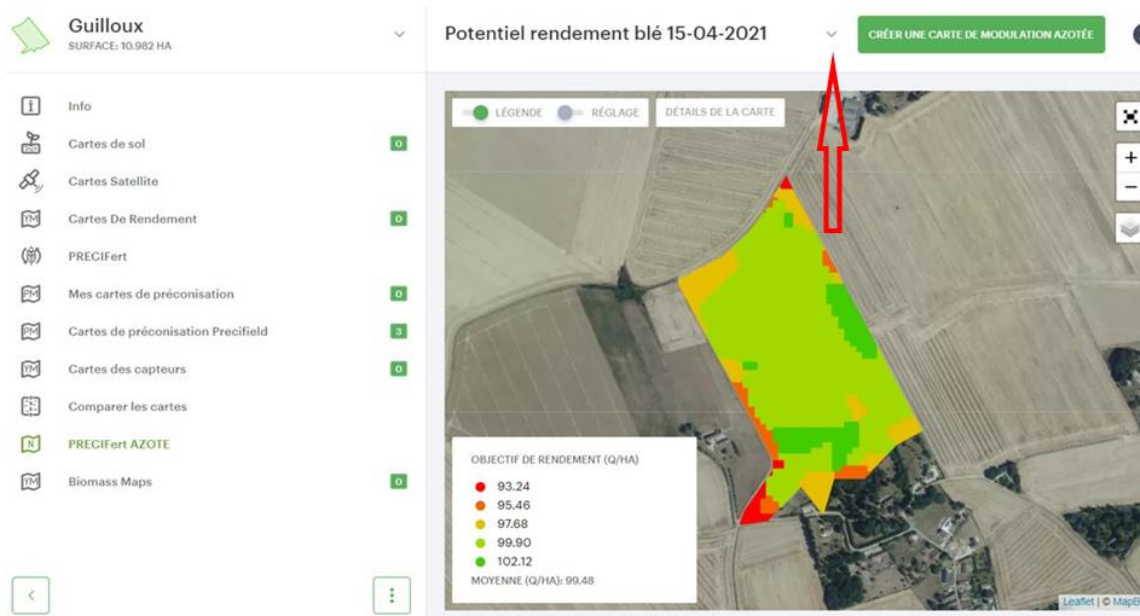 Guilloux
SURFACE: 10.982 HA
Info
Cartes de sol 0
Cartes Satellite
Cartes De Rendement 0
PRECIFert
Mes cartes de préconisation 0
Cartes de préconisation Precifield 3
Cartes des capteurs 0
Comparer les cartes
PRECIFert AZOTE
Biomass Maps 0
Potentiel rendement blé 15-04-2021
CRÉER UNE CARTE DE MODULATION AZOTÉE
LÉGENDE RÉGLAGE DÉTAILS DE LA CARTE
OBJECTIF DE RENDEMENT (Q/HA)
93.24
95.46
97.68
99.90
102.12
MOYENNE (Q/HA): 99.48
Leaflet | © MapB